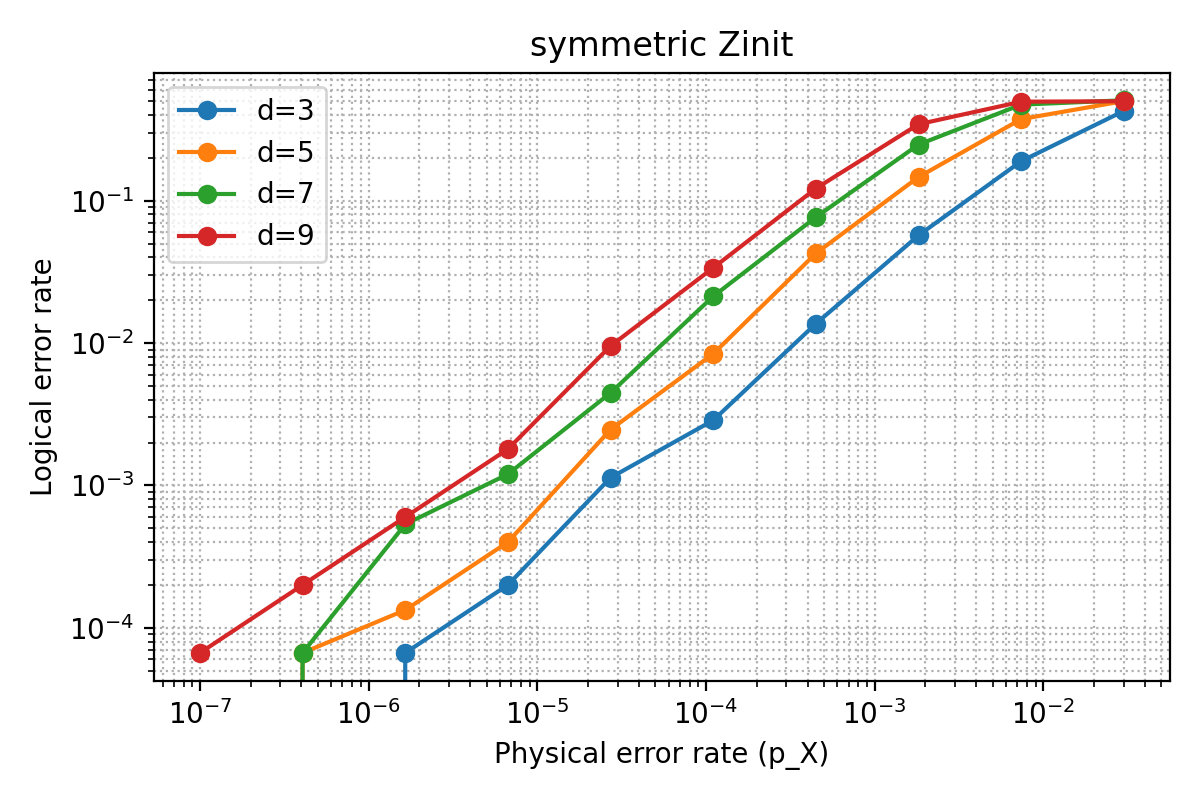 symmetric Zinit
d=3
d=5
d=7
d=9
Logical error rate
10⁻¹
10⁻²
10⁻³
10⁻⁴
10⁻⁷ 10⁻⁶ 10⁻⁵ 10⁻⁴ 10⁻³ 10⁻²
Physical error rate (p_X)